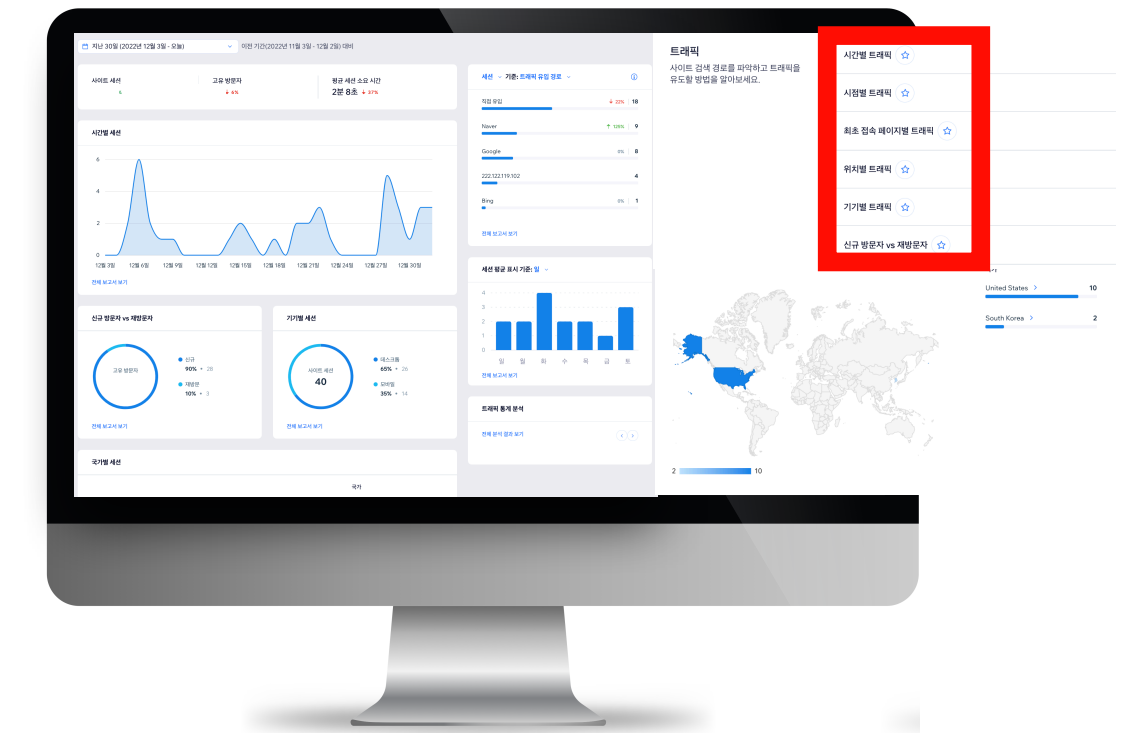 지난 30일 (2022년 12월 3일 - 오늘)
이전 기간(2022년 11월 3일 - 12월 2일) 대비
사이트 세션
고유 방문자
↓ 6%
평균 세션 소요 시간
2분 8초 ↓ 37%
시간별 세션
6
4
2
0
12월 3일 12월 6일 12월 9일 12월 12일 12월 15일 12월 18일 12월 21일 12월 24일 12월 27일 12월 30일
전체 보고서 보기
신규 방문자 vs 재방문자
고유 방문자
신규
90% • 28
재방문
10% • 3
전체 보고서 보기
기기별 세션
사이트 세션
40
데스크톱
65% • 26
모바일
35% • 14
전체 보고서 보기
국가별 세션
국가
세션 기준: 트래픽 유입 경로
직접 유입 ↓ 22% 18
Naver ↑ 125% 9
Google 0% 8
222.122.119.102 4
Bing 0% 1
전체 보고서 보기
세션 평균 표시 기준: 일
4
3
2
1
0
일 월 화 수 목 금 토
전체 보고서 보기
트래픽 통계 분석
전체 분석 결과 보기
트래픽
사이트 검색 경로를 파악하고 트래픽을
유도할 방법을 알아보세요.
시간별 트래픽
시점별 트래픽
최초 접속 페이지별 트래픽
위치별 트래픽
기기별 트래픽
신규 방문자 vs 재방문자
United States > 10
South Korea > 2
2 10